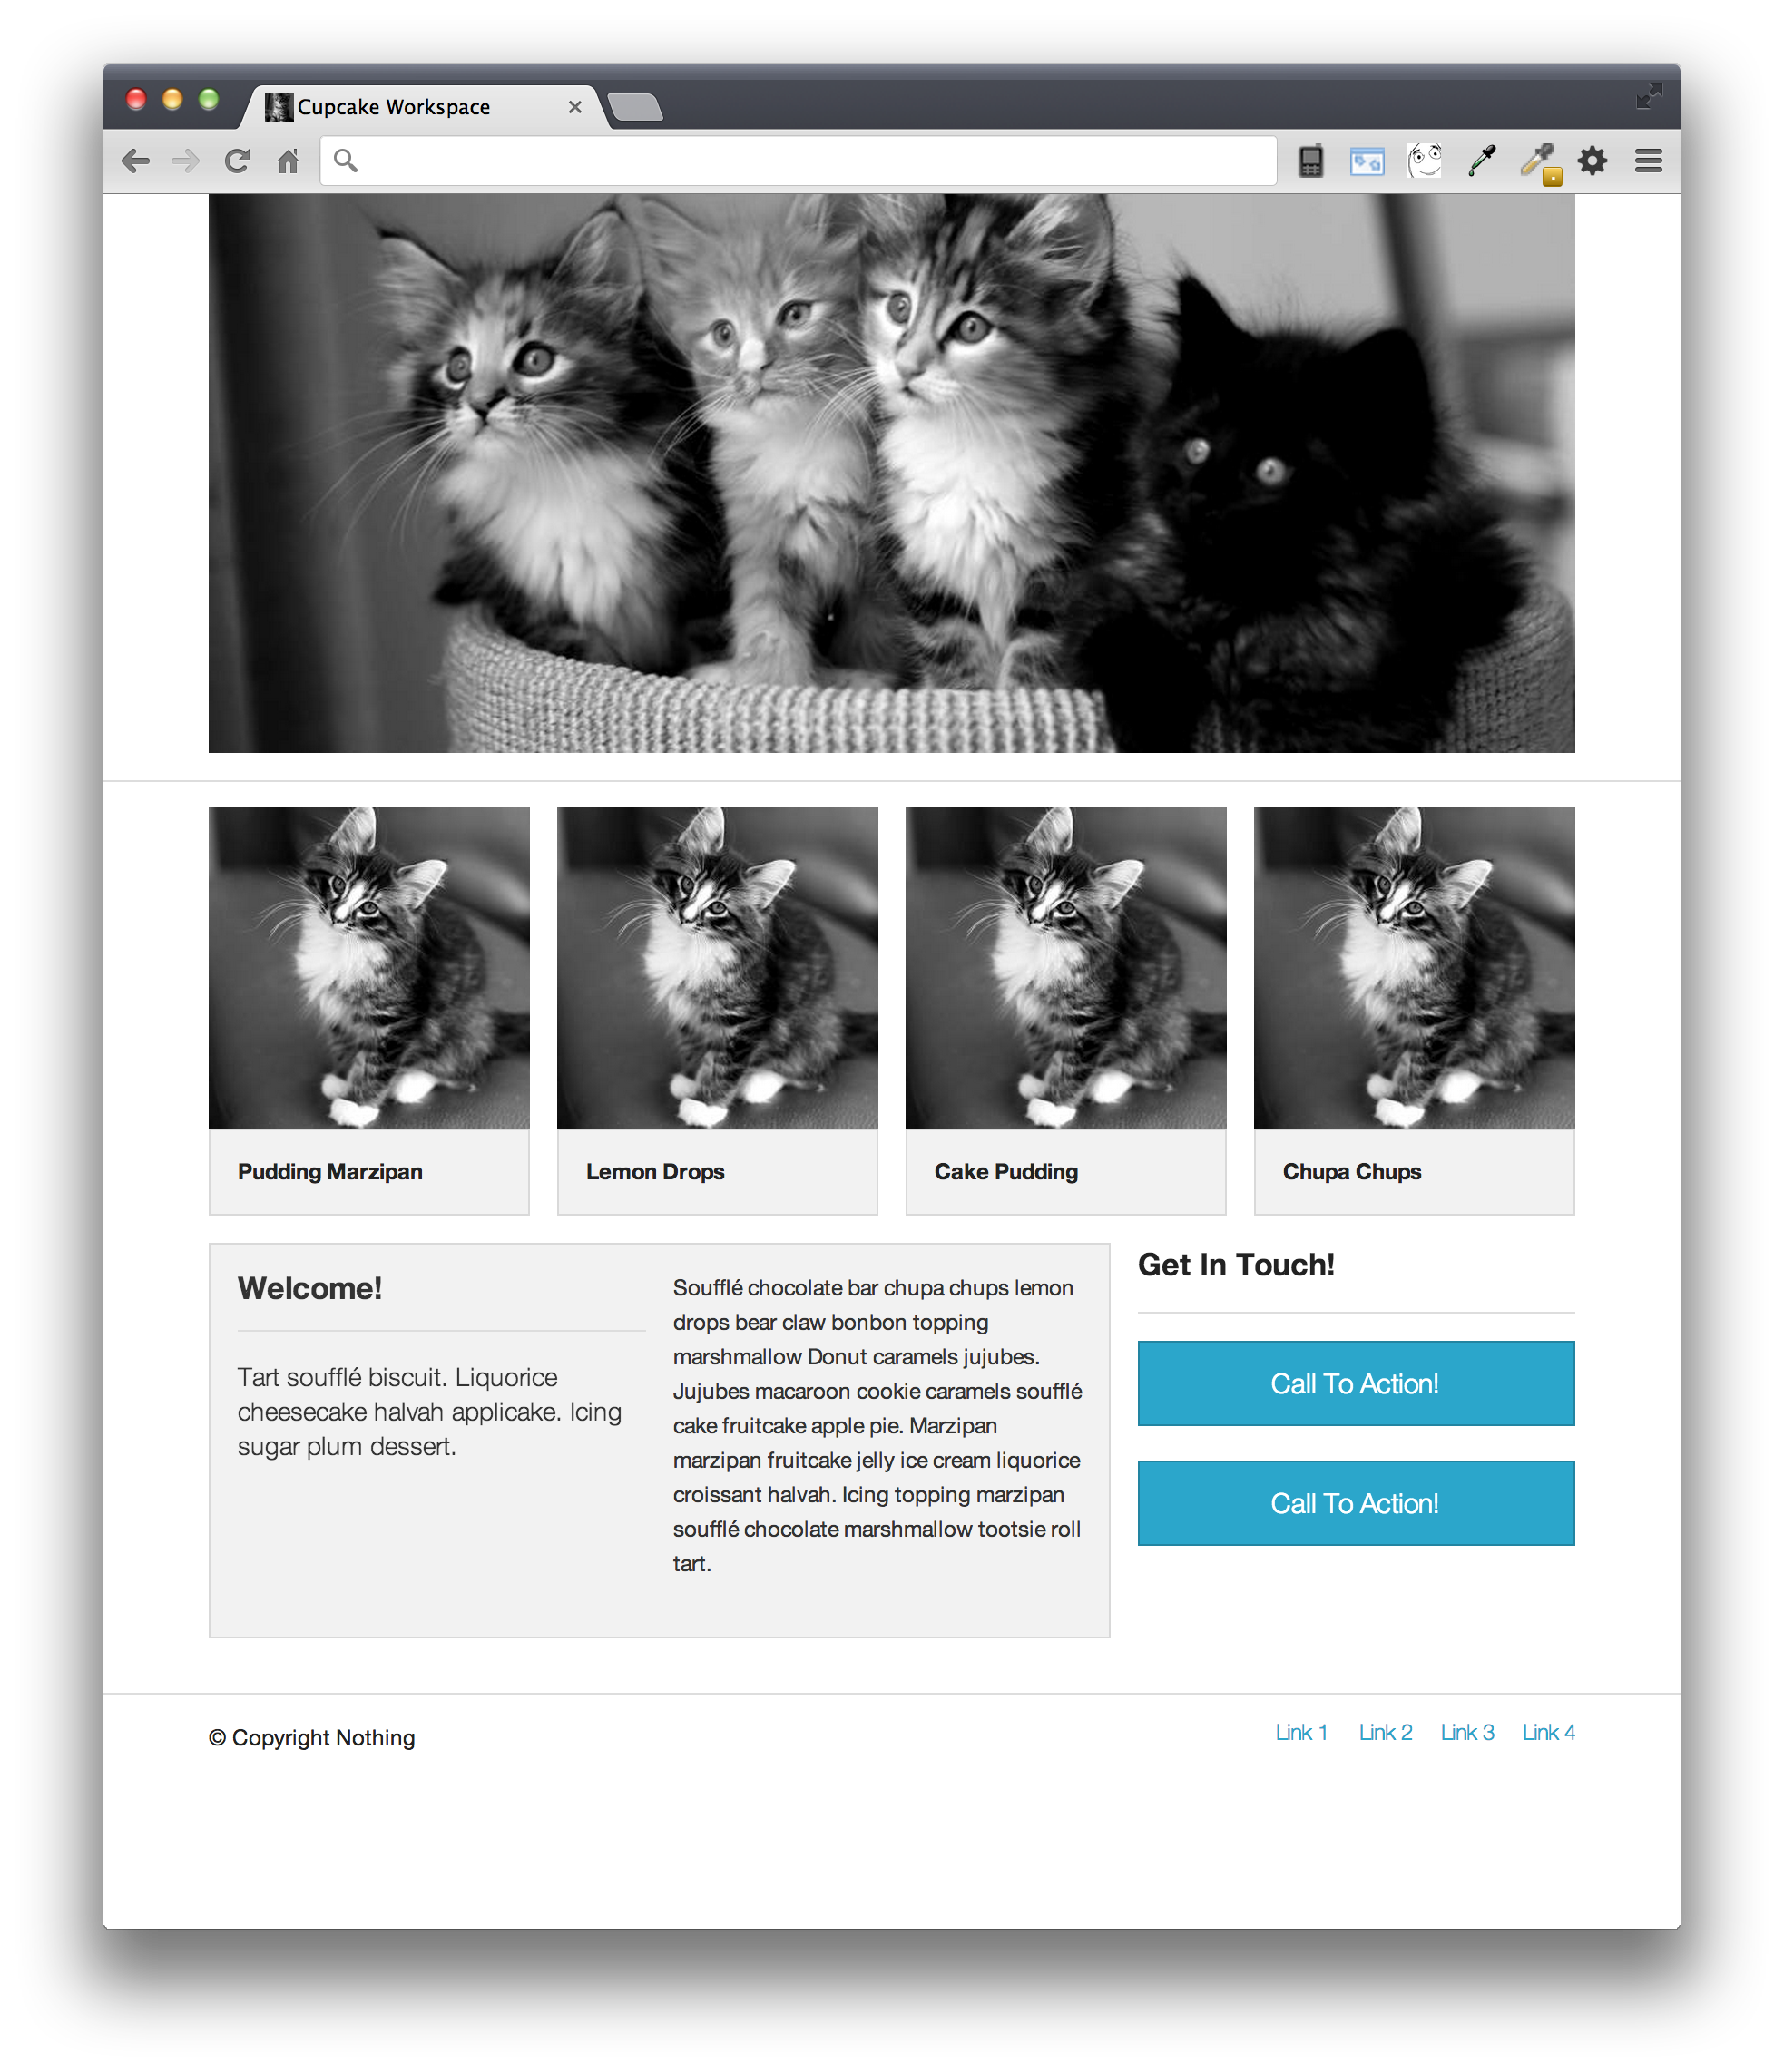 Cupcake Workspace
Pudding Marzipan
Lemon Drops
Cake Pudding
Chupa Chups
Welcome!
Tart soufflé biscuit. Liquorice
cheesecake halvah applicake. Icing
sugar plum dessert.
Soufflé chocolate bar chupa chups lemon
drops bear claw bonbon topping
marshmallow Donut caramels jujubes.
Jujubes macaroon cookie caramels soufflé
cake fruitcake apple pie. Marzipan
marzipan fruitcake jelly ice cream liquorice
croissant halvah. Icing topping marzipan
soufflé chocolate marshmallow tootsie roll
tart.
Get In Touch!
Call To Action!
Call To Action!
© Copyright Nothing
Link 1 Link 2 Link 3 Link 4